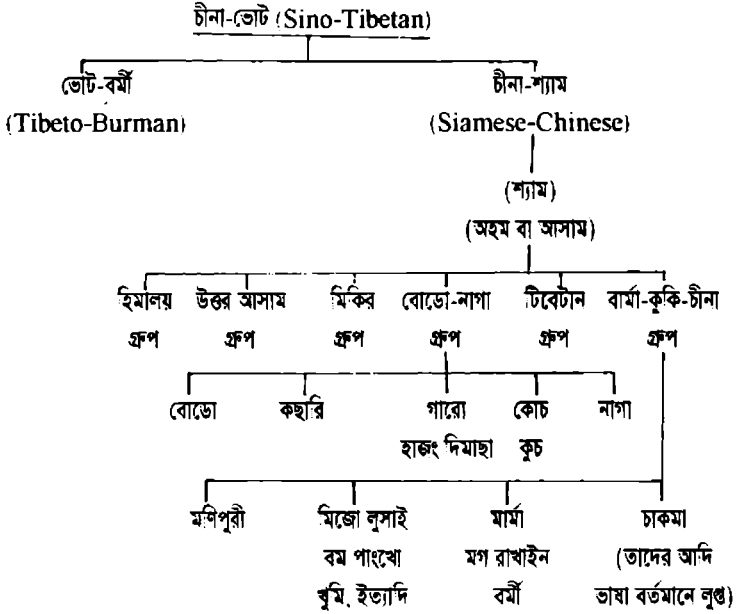 চীনা-ভোট (Sino-Tibetan)
ভোট-বর্মী চীনা-শ্যাম
(Tibeto-Burman) (Siamese-Chinese)
(শ্যাম)
(অহম বা আসাম)
হিমালয় উত্তর আসাম মিকির বোডো-নাগা টিবেটান বার্মা-কুকি-চীনা
গ্রুপ গ্রুপ গ্রুপ গ্রুপ গ্রুপ গ্রুপ
বোডো কছারি গারো কোচ নাগা
হাজং দিমাছা কুচ
মণিপুরী মিজো লুসাই মার্মা চাকমা
বম পাংখো মগ রাখাইন (তাদের আদি
খুমি, ইত্যাদি বর্মী ভাষা বর্তমানে লুপ্ত)